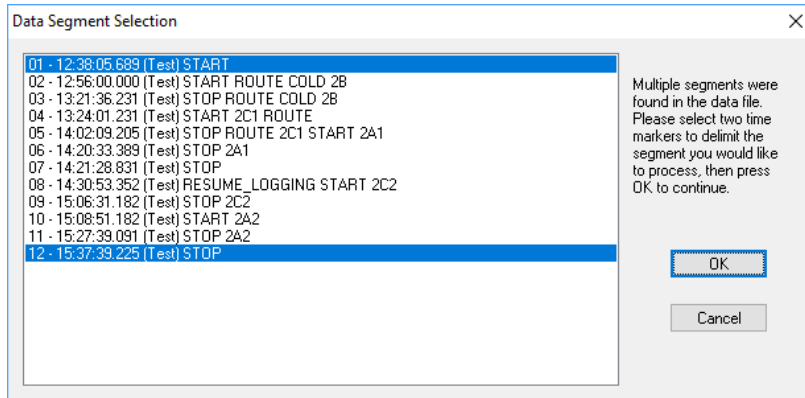 Data Segment Selection
01 - 12:38:05.689 (Test) START
02 - 12:56:00.000 (Test) START ROUTE COLD 2B
03 - 13:21:36.231 (Test) STOP ROUTE COLD 2B
04 - 13:24:01.231 (Test) START 2C1 ROUTE
05 - 14:02:09.205 (Test) STOP ROUTE 2C1 START 2A1
06 - 14:20:33.389 (Test) STOP 2A1
07 - 14:21:28.831 (Test) STOP
08 - 14:30:53.352 (Test) RESUME_LOGGING START 2C2
09 - 15:06:31.182 (Test) STOP 2C2
10 - 15:08:51.182 (Test) START 2A2
11 - 15:27:39.091 (Test) STOP 2A2
12 - 15:37:39.225 (Test) STOP
Multiple segments were
found in the data file.
Please select two time
markers to delimit the
segment you would like
to process, then press
OK to continue.
OK
Cancel